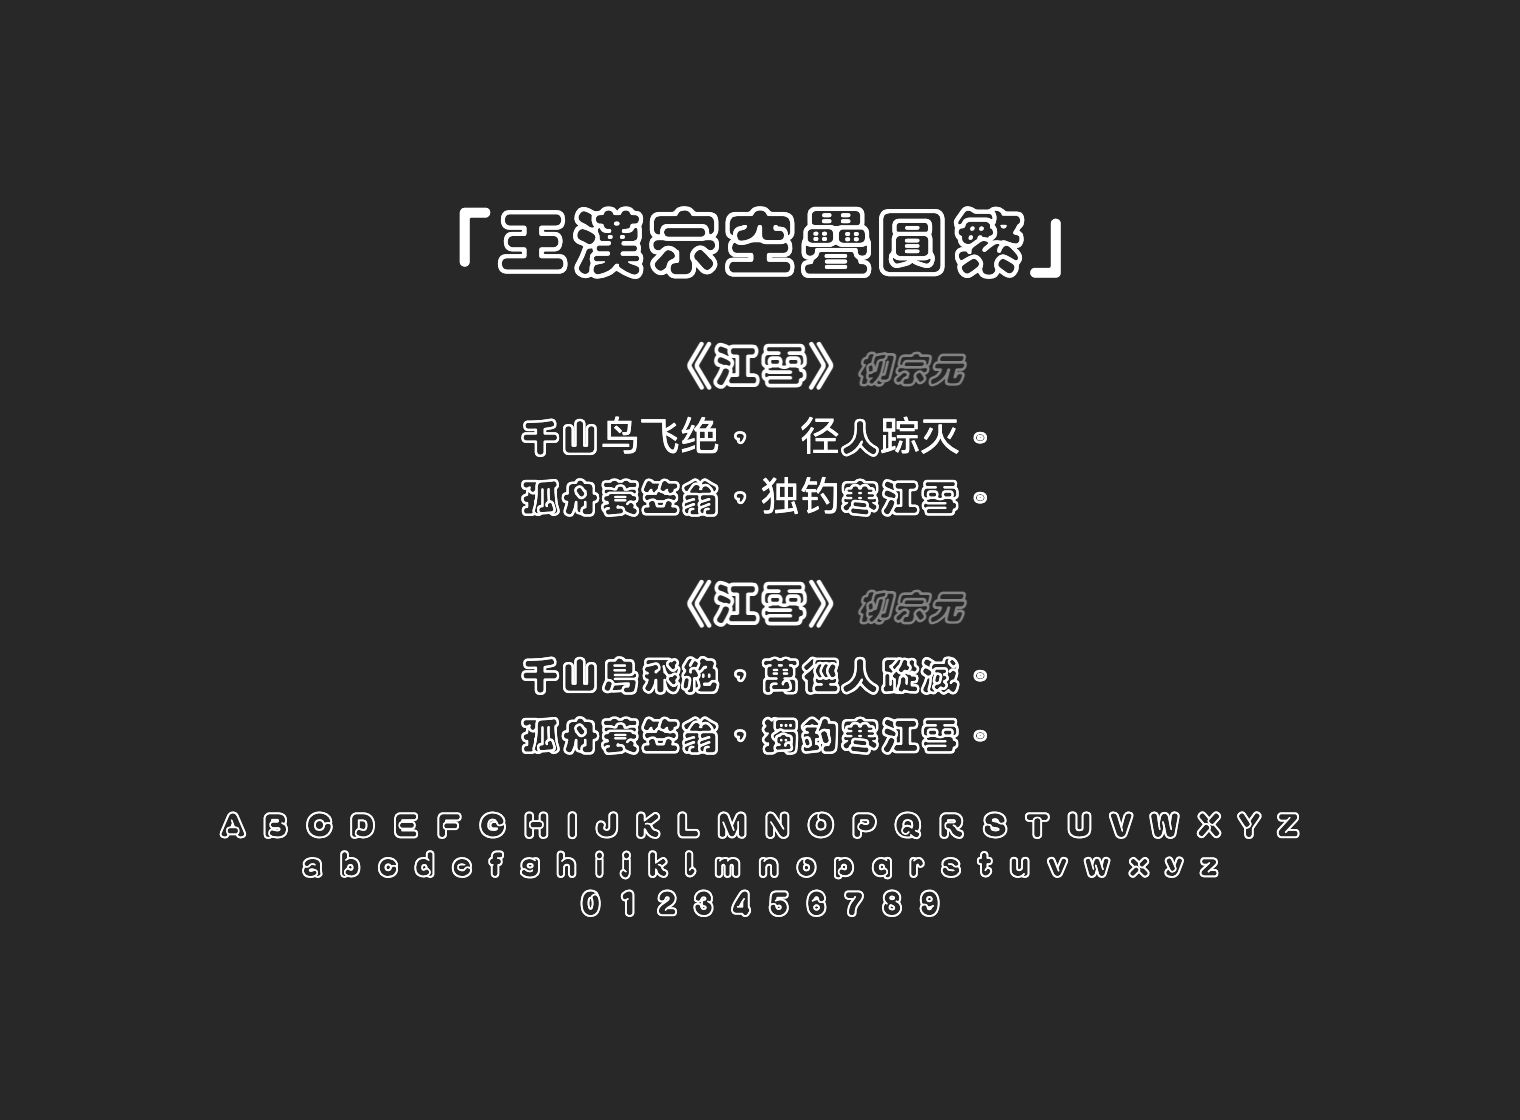 「王漢宗空疊圓繁」
《江雪》 柳宗元
千山鸟飞绝，　径人踪灭。
孤舟蓑笠翁，独钓寒江雪。
《江雪》 柳宗元
千山鳥飛絕，萬徑人蹤滅。
孤舟蓑笠翁，獨釣寒江雪。
A B C D E F G H I J K L M N O P Q R S T U V W X Y Z
a b c d e f g h i j k l m n o p q r s t u v w x y z
0 1 2 3 4 5 6 7 8 9